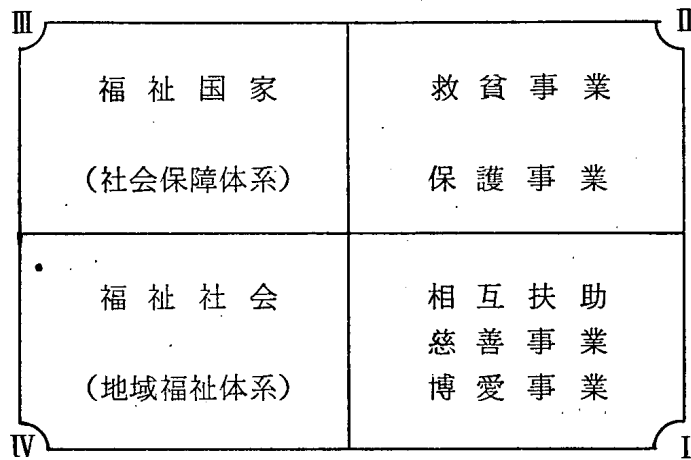 Ⅲ Ⅱ
福祉国家 救貧事業
(社会保障体系) 保護事業
福祉社会 相互扶助
慈善事業
(地域福祉体系) 博愛事業
Ⅳ Ⅰ